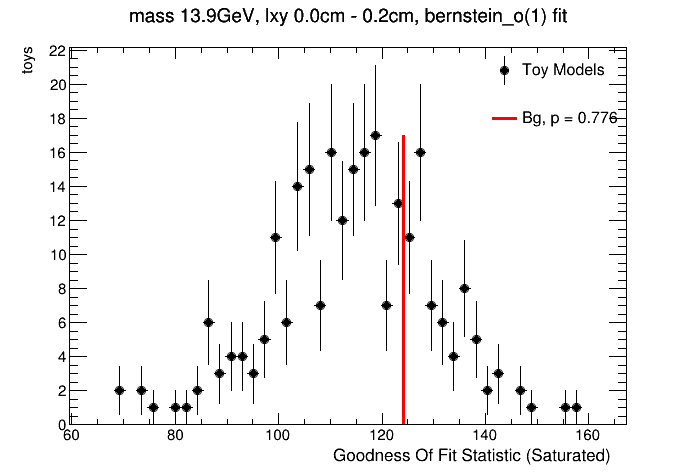 mass 13.9GeV, lxy 0.0cm - 0.2cm, bernstein_o(1) fit
toys
22
20
18
16
14
12
10
8
6
4
2
0
Toy Models
Bg, p = 0.776
60 80 100 120 140 160
Goodness Of Fit Statistic (Saturated)